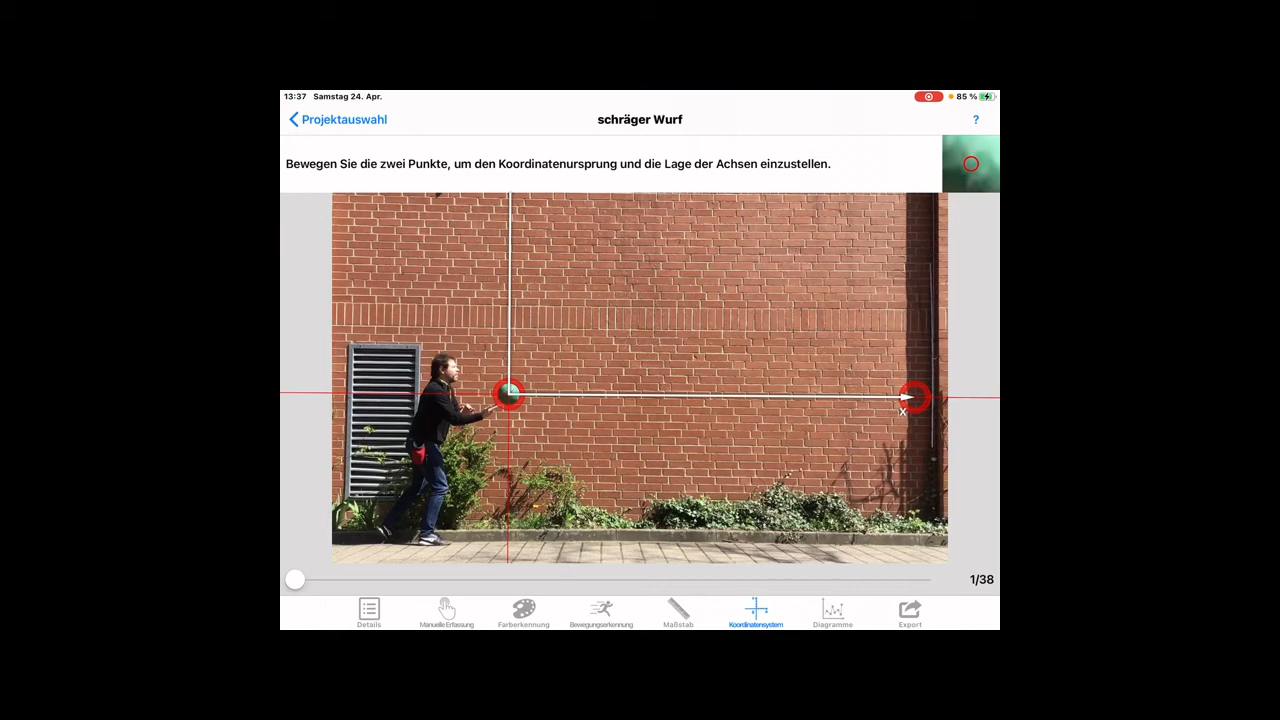 13:37 Samstag 24. Apr.
85 %
Projektauswahl
schräger Wurf
?
Bewegen Sie die zwei Punkte, um den Koordinatenursprung und die Lage der Achsen einzustellen.
x
1/38
Details
Manuelle Erfassung
Farberkennung
Bewegungserkennung
Maßstab
Koordinatensystem
Diagramme
Export